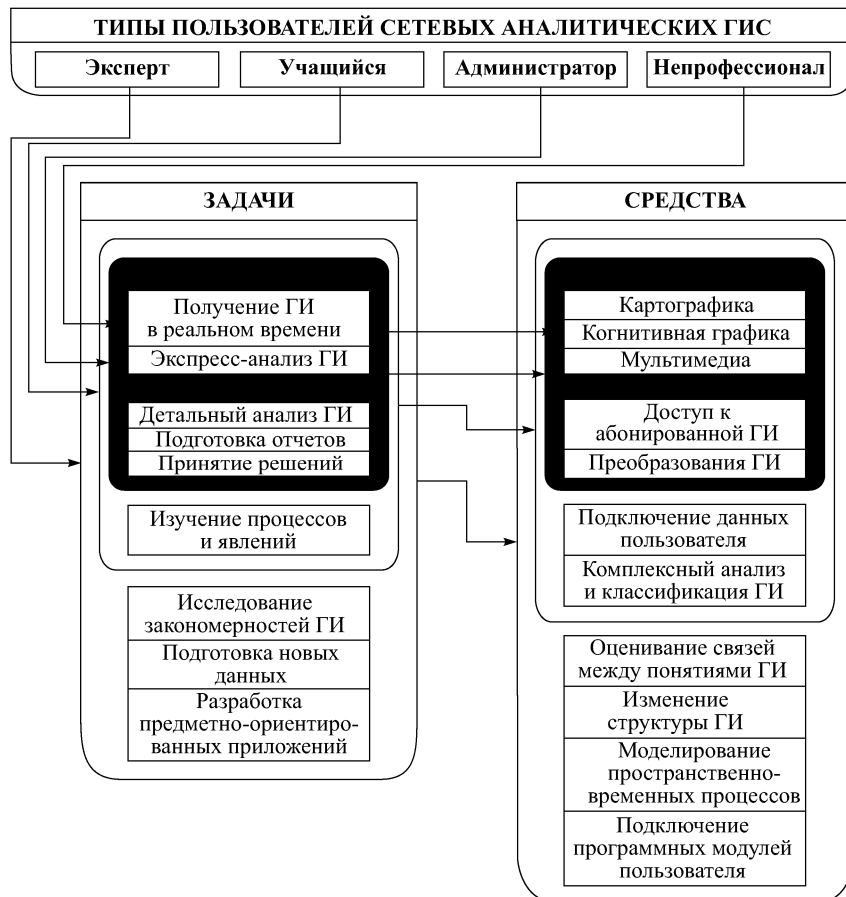 ТИПЫ ПОЛЬЗОВАТЕЛЕЙ СЕТЕВЫХ АНАЛИТИЧЕСКИХ ГИС
Эксперт
Учащийся
Администратор
Непрофессионал
ЗАДАЧИ
Получение ГИ
в реальном времени
Экспресс-анализ ГИ
Детальный анализ ГИ
Подготовка отчетов
Принятие решений
Изучение процессов
и явлений
Исследование
закономерностей ГИ
Подготовка новых
данных
Разработка
предметно-ориентиро-
ванных приложений
СРЕДСТВА
Картографика
Когнитивная графика
Мультимедиа
Доступ к
абонированной ГИ
Преобразования ГИ
Подключение данных
пользователя
Комплексный анализ
и классификация ГИ
Оценивание связей
между понятиями ГИ
Изменение
структуры ГИ
Моделирование
пространственно-
временных процессов
Подключение
программных модулей
пользователя